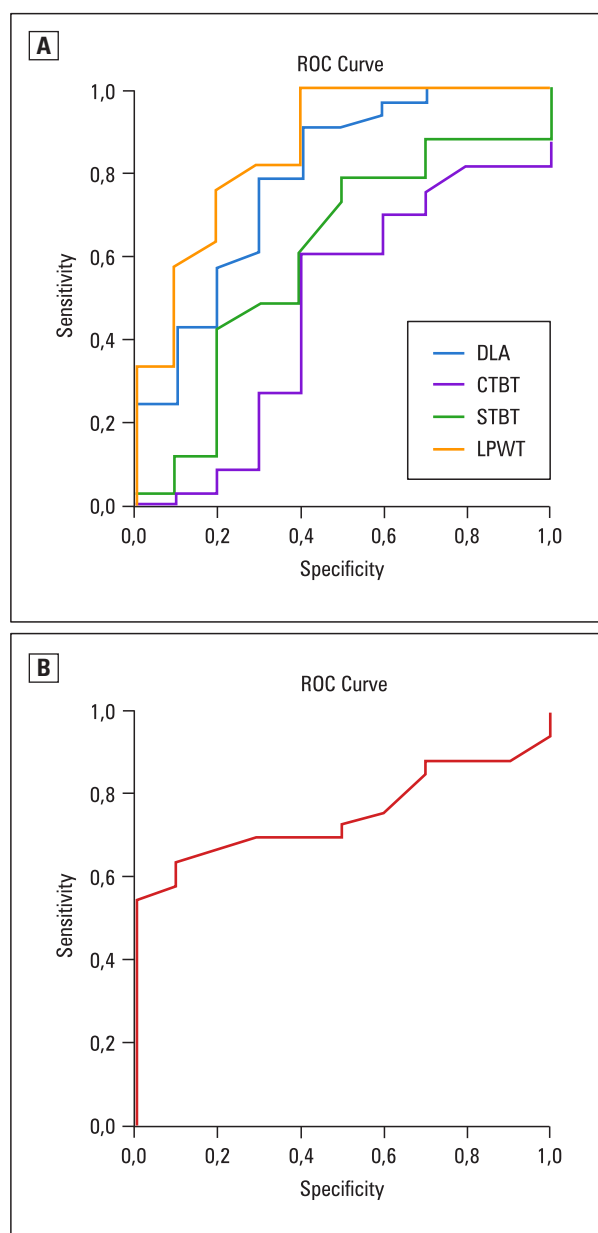 A
ROC Curve
1,0
0,8
0,6
0,4
0,2
0,0
Sensitivity
DLA
CTBT
STBT
LPWT
0,0 0,2 0,4 0,6 0,8 1,0
Specificity
B
ROC Curve
1,0
0,8
0,6
0,4
0,2
0,0
Sensitivity
0,0 0,2 0,4 0,6 0,8 1,0
Specificity